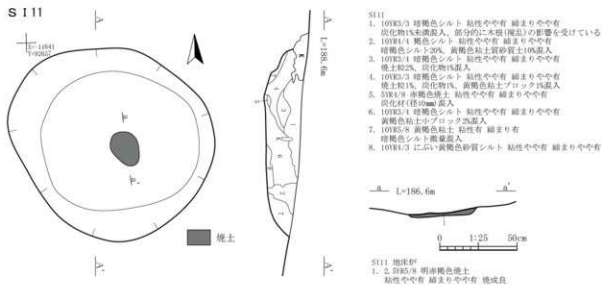 SI11
A
A
X=-11641
Y=92657
L=188.6m
a
a'
焼土
A'
A'
SI11
1. 10YR3/3 暗褐色シルト 粘性やや有 締まりやや有
炭化物1%未満混入、部分的に木根(攪乱)の影響を受けている
2. 10YR4/4 褐色シルト 粘性やや有 締まりやや有
暗褐色シルト20%、黄褐色粘土質砂質土10%混入
3. 10YR3/4 暗褐色シルト 粘性やや有 締まりやや有
焼土粒2%、炭化物1%混入
4. 10YR3/3 暗褐色シルト 粘性やや有 締まりやや有
焼土粒1%、炭化物1%、黄褐色粘土ブロック1%混入
5. 5YR4/8 赤褐色焼土 粘性やや有 締まりやや有
炭化材(径10mm)混入
6. 10YR3/4 暗褐色シルト 粘性やや有 締まりやや有
黄褐色粘土小ブロック2%混入
7. 10YR5/8 黄褐色粘土 粘性有 締まり有
暗褐色シルト微量混入
8. 10YR4/3 にぶい黄褐色砂質シルト 粘性やや有 締まりやや有
a L=186.6m a'
0 1:25 50cm
SI11 地床炉
1. 2.5YR5/8 明赤褐色焼土
粘性やや有 締まりやや有 焼成良